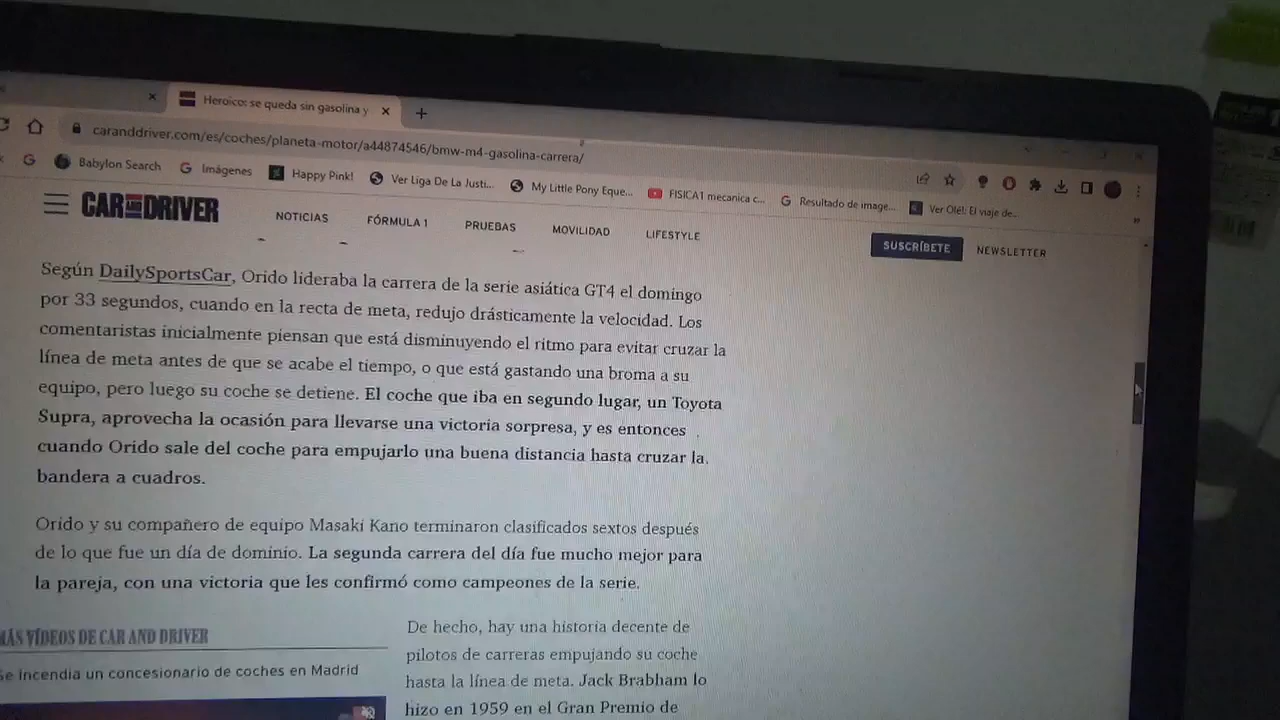 Heroico: se queda sin gasolina y
caranddriver.com/es/coches/planeta-motor/a44874546/bmw-m4-gasolina-carrera/
Babylon Search
Imágenes
Happy Pink!
Ver Liga De La Justi...
My Little Pony Eque...
FISICA1 mecanica c...
Resultado de image...
Ver Olé!: El viaje de...
CAR AND DRIVER
NOTICIAS
FÓRMULA 1
PRUEBAS
MOVILIDAD
LIFESTYLE
SUSCRÍBETE
NEWSLETTER
Según DailySportsCar, Orido lideraba la carrera de la serie asiática GT4 el domingo
por 33 segundos, cuando en la recta de meta, redujo drásticamente la velocidad. Los
comentaristas inicialmente piensan que está disminuyendo el ritmo para evitar cruzar la
línea de meta antes de que se acabe el tiempo, o que está gastando una broma a su
equipo, pero luego su coche se detiene. El coche que iba en segundo lugar, un Toyota
Supra, aprovecha la ocasión para llevarse una victoria sorpresa, y es entonces
cuando Orido sale del coche para empujarlo una buena distancia hasta cruzar la
bandera a cuadros.
Orido y su compañero de equipo Masaki Kano terminaron clasificados sextos después
de lo que fue un día de dominio. La segunda carrera del día fue mucho mejor para
la pareja, con una victoria que les confirmó como campeones de la serie.
MÁS VÍDEOS DE CAR AND DRIVER
Se incendia un concesionario de coches en Madrid
De hecho, hay una historia decente de
pilotos de carreras empujando su coche
hasta la línea de meta. Jack Brabham lo
hizo en 1959 en el Gran Premio de